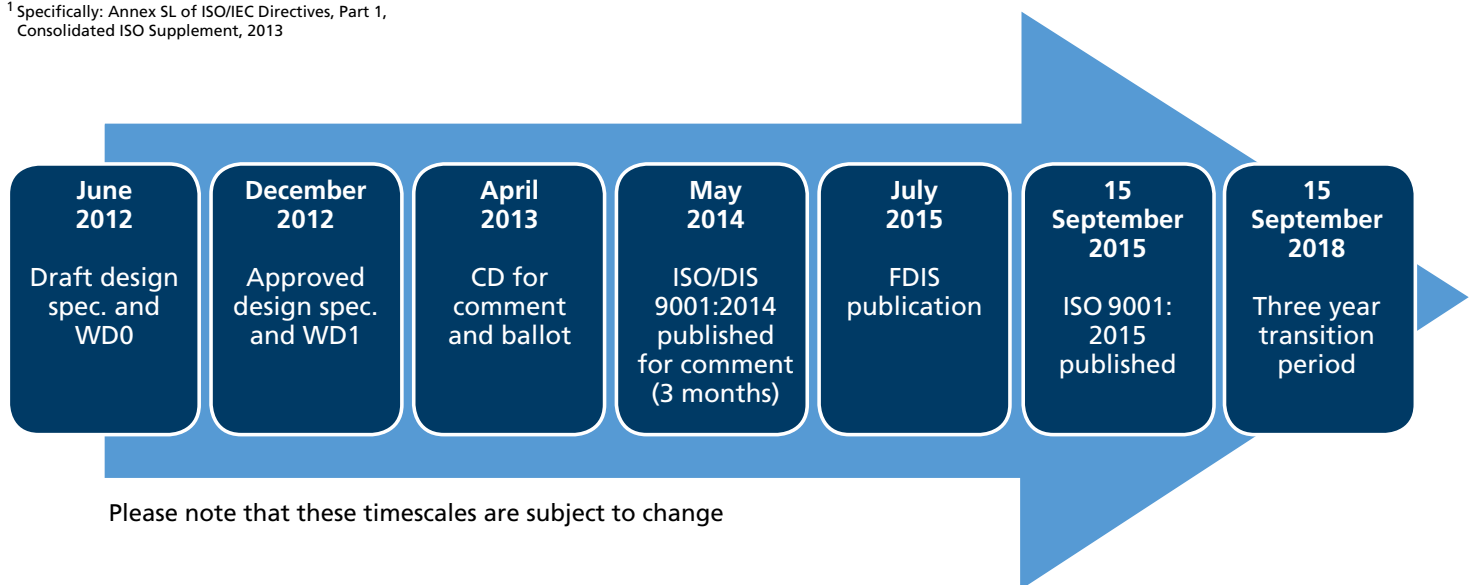 1 Specifically: Annex SL of ISO/IEC Directives, Part 1,
Consolidated ISO Supplement, 2013
June
2012
Draft design
spec. and
WD0
December
2012
Approved
design spec.
and WD1
April
2013
CD for
comment
and ballot
May
2014
ISO/DIS
9001:2014
published
for comment
(3 months)
July
2015
FDIS
publication
15
September
2015
ISO 9001:
2015
published
15
September
2018
Three year
transition
period
Please note that these timescales are subject to change